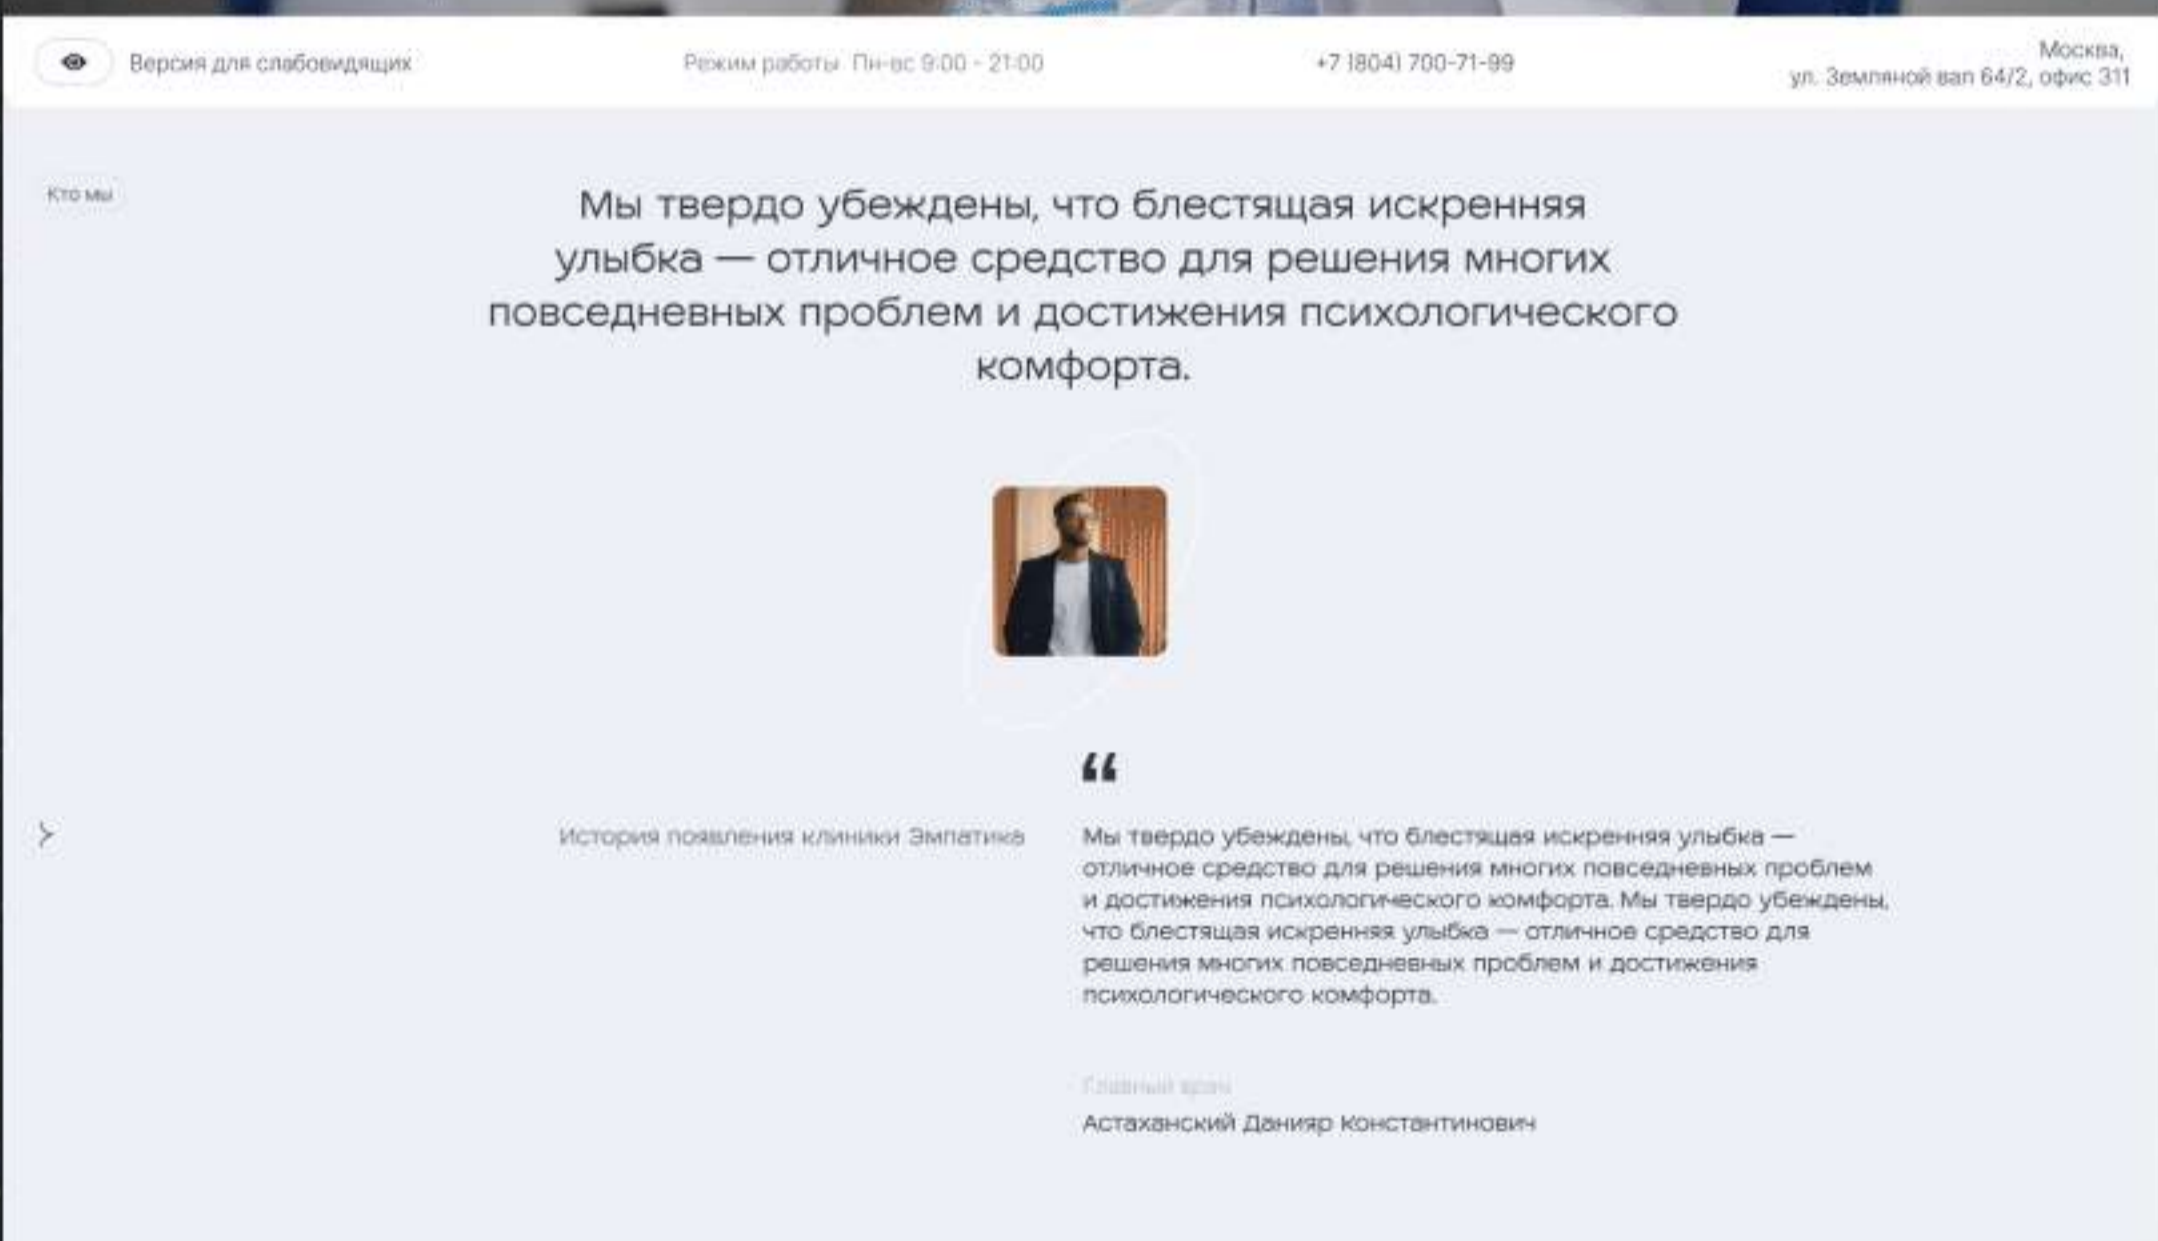 Версия для слабовидящих
Режим работы Пн-вс 9:00 - 21:00
+7 (804) 700-71-99
Москва,
ул. Земляной вал 64/2, офис 311
Кто мы
Мы твердо убеждены, что блестящая искренняя
улыбка — отличное средство для решения многих
повседневных проблем и достижения психологического
комфорта.
“
История появления клиники Эмпатика
Мы твердо убеждены, что блестящая искренняя улыбка —
отличное средство для решения многих повседневных проблем
и достижения психологического комфорта. Мы твердо убеждены,
что блестящая искренняя улыбка — отличное средство для
решения многих повседневных проблем и достижения
психологического комфорта.
Главный врач
Астаханский Данияр Константинович